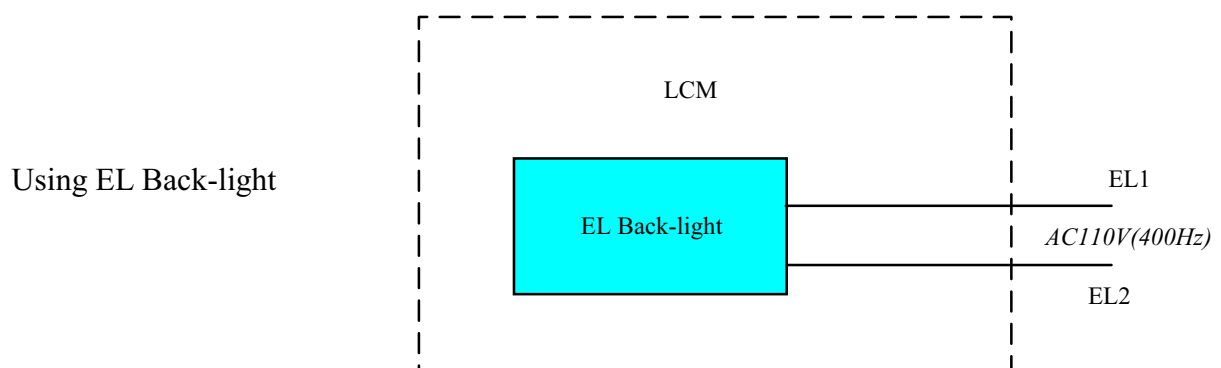 LCM
Using EL Back-light
EL1
EL Back-light
AC110V(400Hz)
EL2